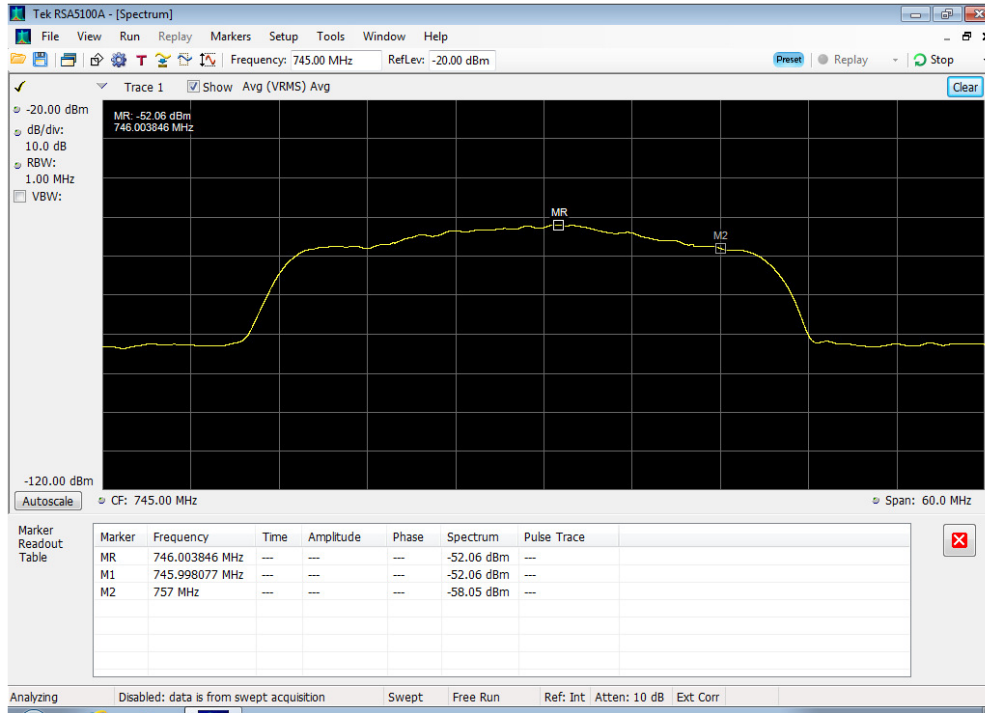 Tek RSA5100A - [Spectrum]
File View Run Replay Markers Setup Tools Window Help
T Frequency: 745.00 MHz RefLev: -20.00 dBm Preset Replay Stop
Trace 1 Show Avg (VRMS) Avg Clear
-20.00 dBm
dB/div:
10.0 dB
RBW:
1.00 MHz
VBW:
MR: -52.06 dBm
746.003846 MHz
MR
M2
-120.00 dBm
Autoscale CF: 745.00 MHz Span: 60.0 MHz
Marker
Readout
Table
Marker Frequency Time Amplitude Phase Spectrum Pulse Trace
MR 746.003846 MHz --- --- --- -52.06 dBm ---
M1 745.998077 MHz --- --- --- -52.06 dBm ---
M2 757 MHz --- --- --- -58.05 dBm ---
Analyzing Disabled: data is from swept acquisition Swept Free Run Ref: Int Atten: 10 dB Ext Corr